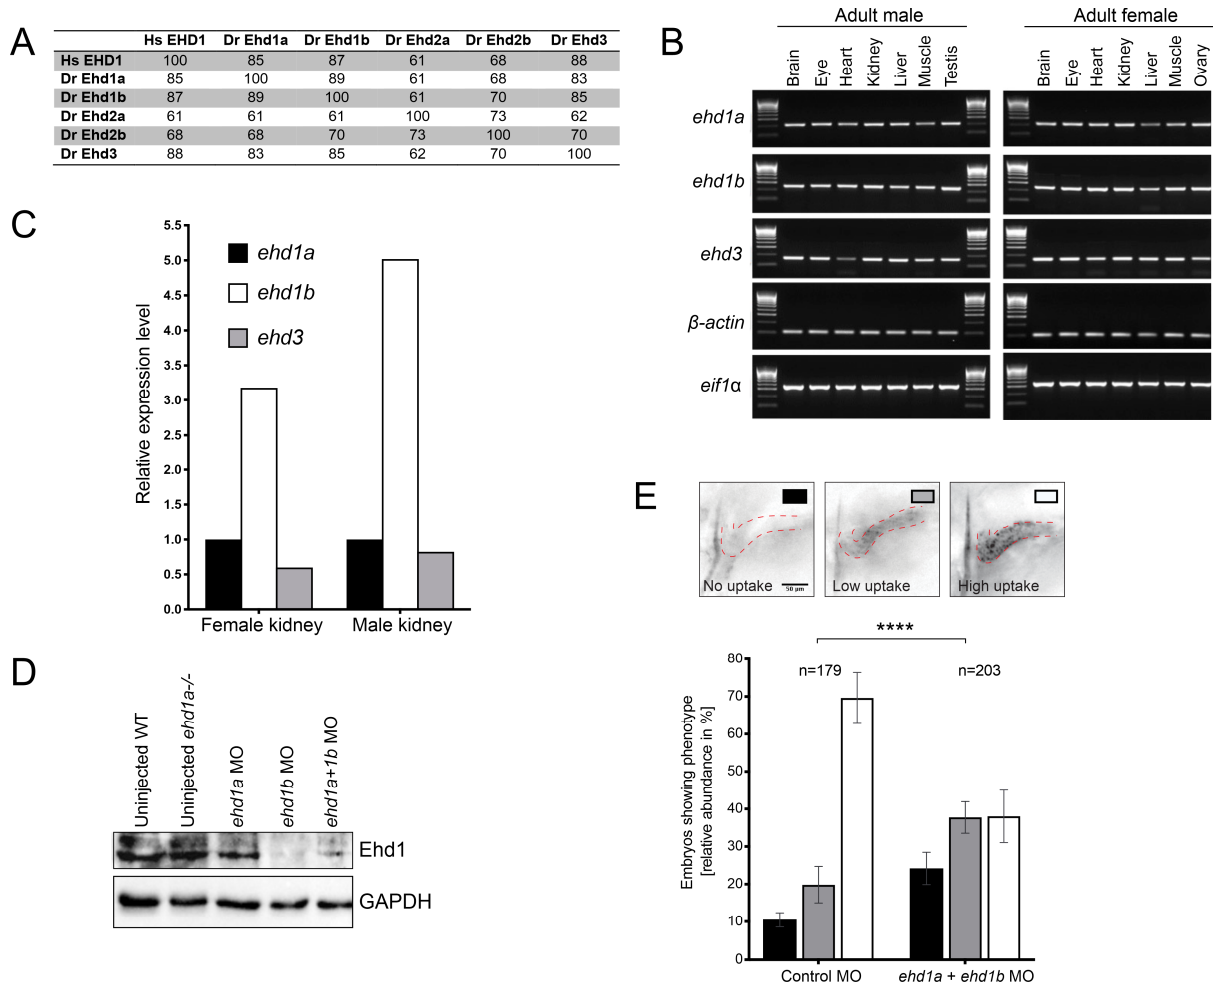 A
Hs EHD1 Dr Ehd1a Dr Ehd1b Dr Ehd2a Dr Ehd2b Dr Ehd3
Hs EHD1 100 85 87 61 68 88
Dr Ehd1a 85 100 89 61 68 83
Dr Ehd1b 87 89 100 61 70 85
Dr Ehd2a 61 61 61 100 73 62
Dr Ehd2b 68 68 70 73 100 70
Dr Ehd3 88 83 85 62 70 100
B
Adult male
Adult female
Brain
Eye
Heart
Kidney
Liver
Muscle
Testis
Brain
Eye
Heart
Kidney
Liver
Muscle
Ovary
ehd1a
ehd1b
ehd3
β-actin
eif1α
C
Relative expression level
5.5
5.0
4.5
4.0
3.5
3.0
2.5
2.0
1.5
1.0
0.5
0.0
ehd1a
ehd1b
ehd3
Female kidney
Male kidney
D
Uninjected WT
Uninjected ehd1a-/-
ehd1a MO
ehd1b MO
ehd1a+1b MO
Ehd1
GAPDH
E
No uptake
50 μm
Low uptake
High uptake
****
n=179
n=203
Embryos showing phenotype
[relative abundance in %]
80
70
60
50
40
30
20
10
0
Control MO
ehd1a + ehd1b MO